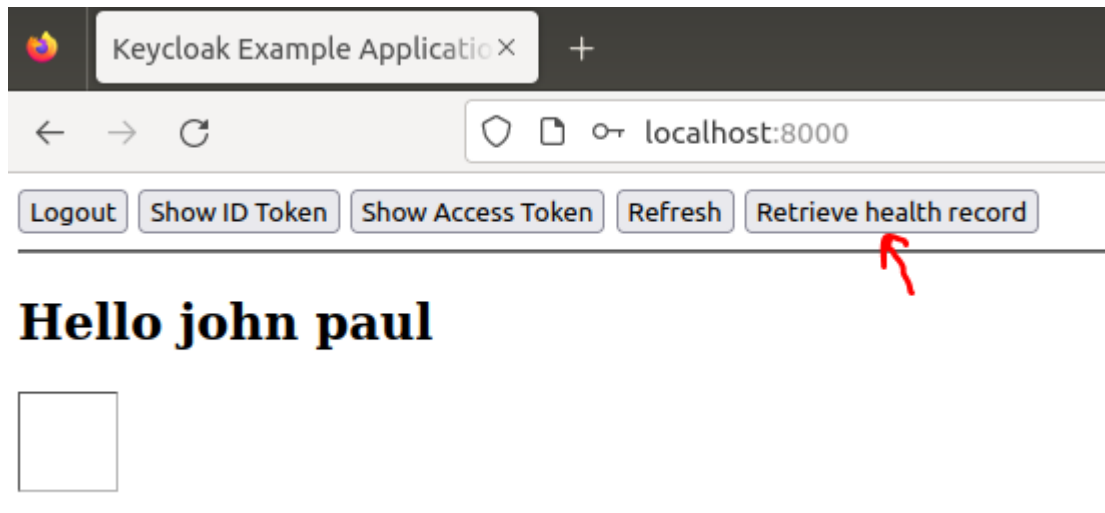 Keycloak Example Applicatio
localhost:8000
Logout Show ID Token Show Access Token Refresh Retrieve health record
Hello john paul